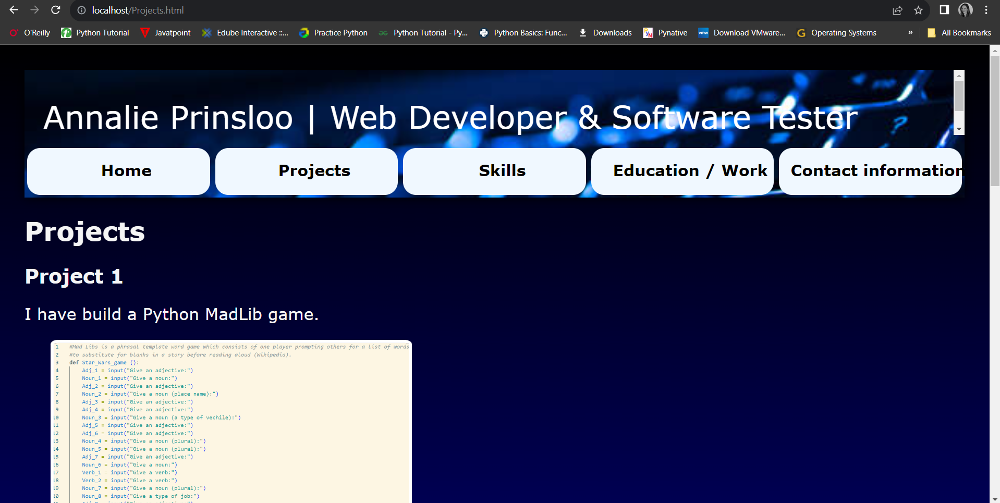 localhost/Projects.html
O'Reilly Python Tutorial Javatpoint Edube Interactive ::... Practice Python Python Tutorial - Py... Python Basics: Func... Downloads Pynative Download VMware... Operating Systems » All Bookmarks
Annalie Prinsloo | Web Developer & Software Tester
Home Projects Skills Education / Work Contact information
Projects
Project 1
I have build a Python MadLib game.
1 #Mad Libs is a phrasal template word game which consists of one player prompting others for a list of words
2 #to substitute for blanks in a story before reading aloud (Wikipedia).
3 def Star_Wars_game ():
4 Adj_1 = input("Give an adjective:")
5 Noun_1 = input("Give a noun:")
6 Adj_2 = input("Give an adjective:")
7 Noun_2 = input("Give a noun (place name):")
8 Adj_3 = input("Give an adjective:")
9 Adj_4 = input("Give an adjective:")
10 Noun_3 = input("Give a noun (a type of vechile):")
11 Adj_5 = input("Give an adjective:")
12 Adj_6 = input("Give an adjective:")
13 Noun_4 = input("Give a noun (plural):")
14 Noun_5 = input("Give a noun (plural):")
15 Adj_7 = input("Give an adjective:")
16 Noun_6 = input("Give a noun:")
17 Verb_1 = input("Give a verb:")
18 Verb_2 = input("Give a verb:")
19 Noun_7 = input("Give a noun (plural):")
20 Noun_8 = input("Give a type of job:")